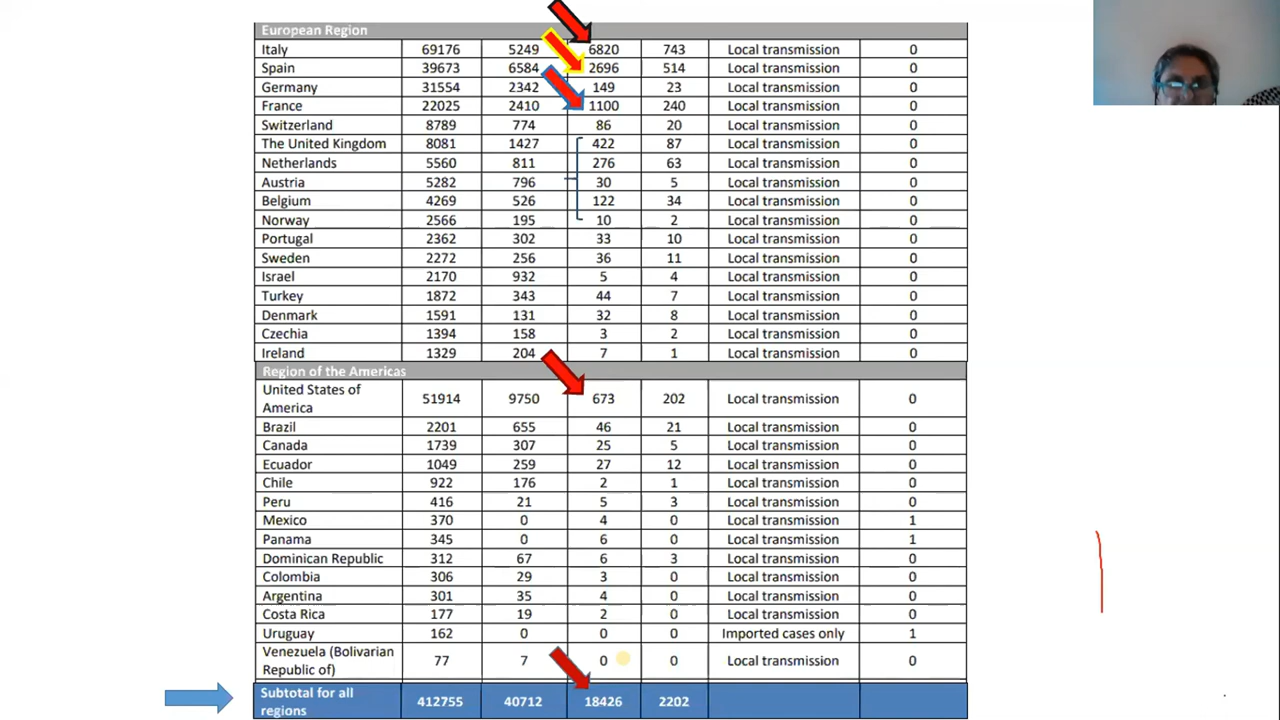 European Region
Italy 69176 5249 6820 743 Local transmission 0
Spain 39673 6584 2696 514 Local transmission 0
Germany 31554 2342 149 23 Local transmission 0
France 22025 2410 1100 240 Local transmission 0
Switzerland 8789 774 86 20 Local transmission 0
The United Kingdom 8081 1427 422 87 Local transmission 0
Netherlands 5560 811 276 63 Local transmission 0
Austria 5282 796 30 5 Local transmission 0
Belgium 4269 526 122 34 Local transmission 0
Norway 2566 195 10 2 Local transmission 0
Portugal 2362 302 33 10 Local transmission 0
Sweden 2272 256 36 11 Local transmission 0
Israel 2170 932 5 4 Local transmission 0
Turkey 1872 343 44 7 Local transmission 0
Denmark 1591 131 32 8 Local transmission 0
Czechia 1394 158 3 2 Local transmission 0
Ireland 1329 204 7 1 Local transmission 0
Region of the Americas
United States of
America 51914 9750 673 202 Local transmission 0
Brazil 2201 655 46 21 Local transmission 0
Canada 1739 307 25 5 Local transmission 0
Ecuador 1049 259 27 12 Local transmission 0
Chile 922 176 2 1 Local transmission 0
Peru 416 21 5 3 Local transmission 0
Mexico 370 0 4 0 Local transmission 1
Panama 345 0 6 0 Local transmission 1
Dominican Republic 312 67 6 3 Local transmission 0
Colombia 306 29 3 0 Local transmission 0
Argentina 301 35 4 0 Local transmission 0
Costa Rica 177 19 2 0 Local transmission 0
Uruguay 162 0 0 0 Imported cases only 1
Venezuela (Bolivarian
Republic of) 77 7 0 0 Local transmission 0
Subtotal for all
regions 412755 40712 18426 2202